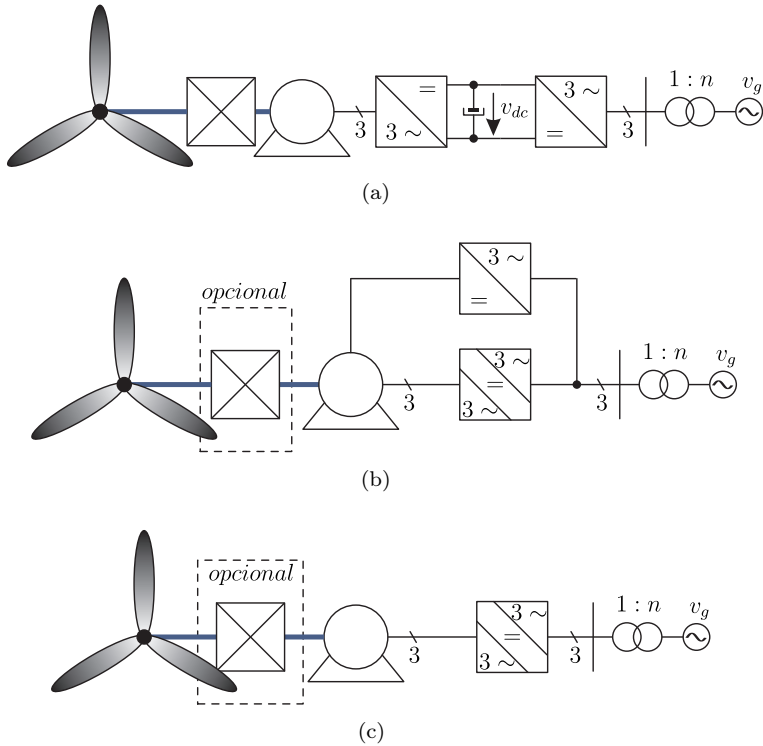 1 : n
v_g
=
3 ~
v_dc
3 ~
=
3
3
(a)
3 ~
=
opcional
1 : n
v_g
3 ~
=
3 ~
3
3
(b)
opcional
1 : n
v_g
3 ~
=
3 ~
3
3
(c)